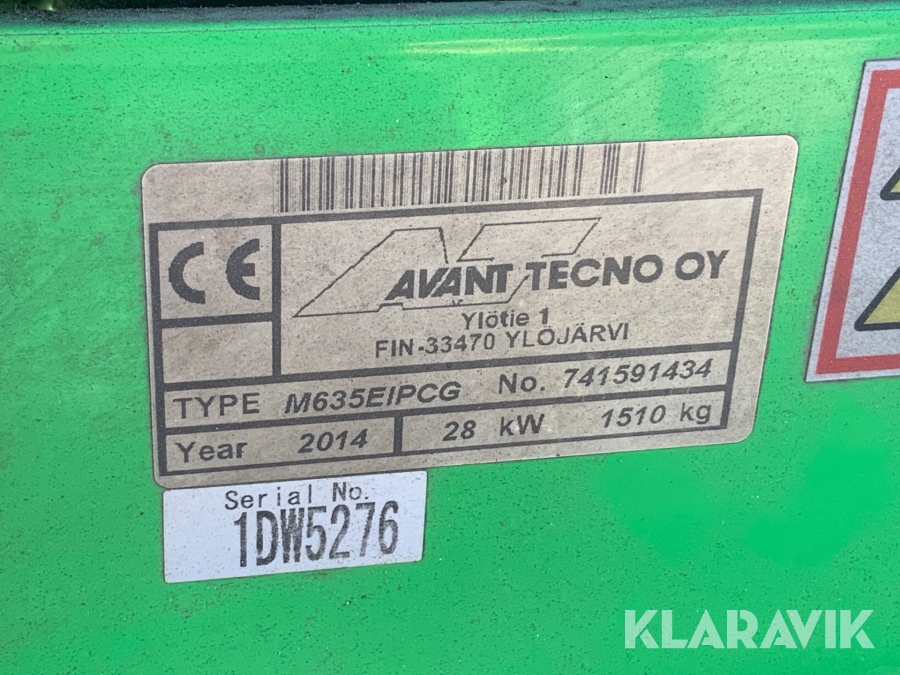 CE
AVANT TECNO OY
Ylötie 1
FIN-33470 YLÖJÄRVI
TYPE M635EIPCG No. 741591434
Year 2014 28 kW 1510 kg
Serial No.
1DW5276
KLARAVIK